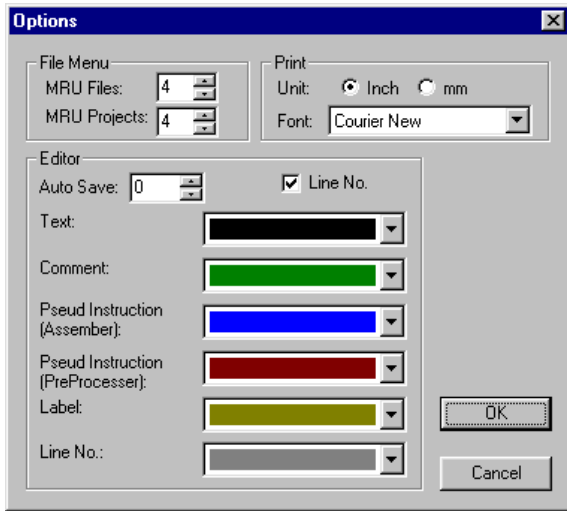 Options
File Menu
MRU Files: 4
MRU Projects: 4
Print
Unit: Inch mm
Font: Courier New
Editor
Auto Save: 0 Line No.
Text:
Comment:
Pseud Instruction
(Assember):
Pseud Instruction
(PreProcesser):
Label:
Line No.:
OK
Cancel